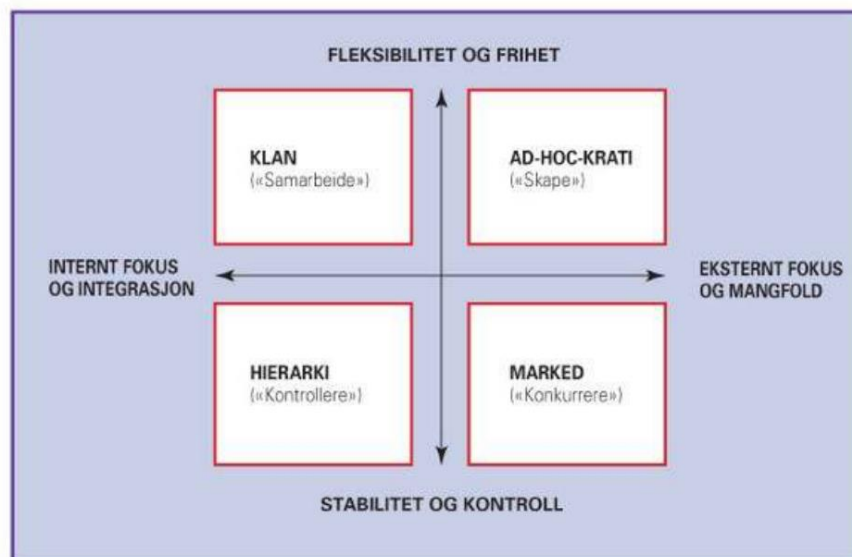 FLEKSIBILITET OG FRIHET
KLAN
(«Samarbeide»)
AD-HOC-KRATI
(«Skape»)
INTERNT FOKUS
OG INTEGRASJON
EKSTERNT FOKUS
OG MANGFOLD
HIERARKI
(«Kontrollere»)
MARKED
(«Konkurrere»)
STABILITET OG KONTROLL